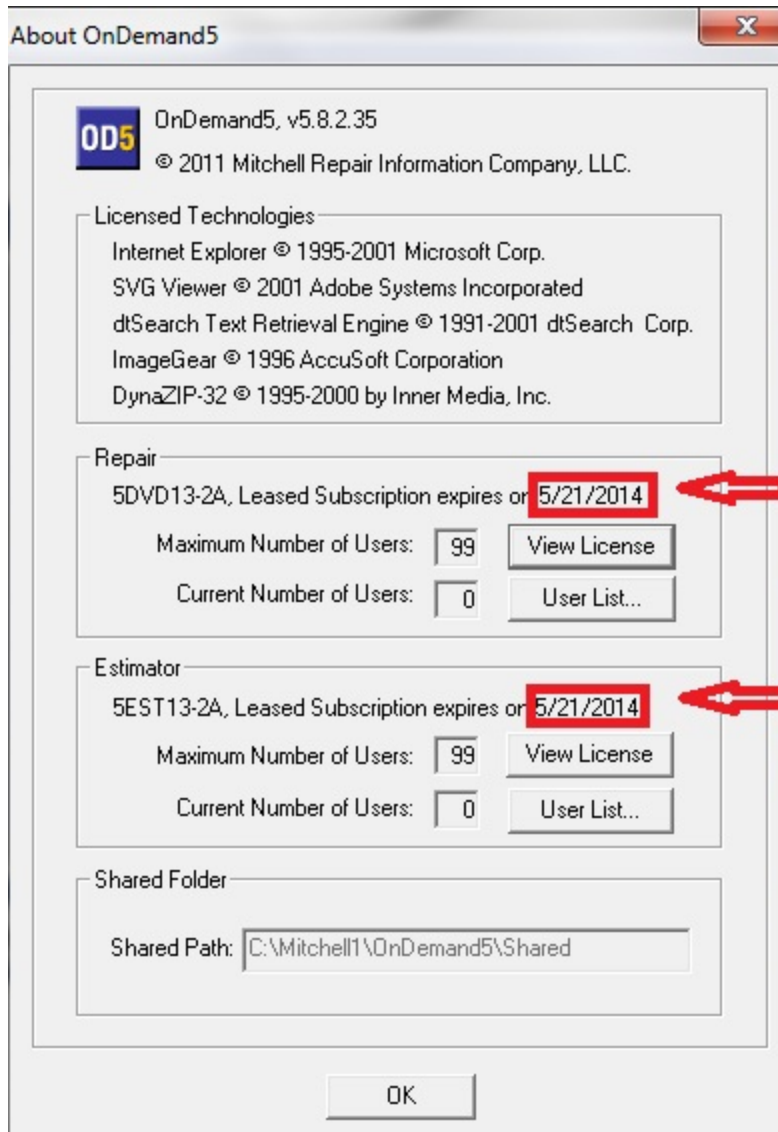 About OnDemand5
OD5
OnDemand5, v5.8.2.35
© 2011 Mitchell Repair Information Company, LLC.
Licensed Technologies
Internet Explorer © 1995-2001 Microsoft Corp.
SVG Viewer © 2001 Adobe Systems Incorporated
dtSearch Text Retrieval Engine © 1991-2001 dtSearch Corp.
ImageGear © 1996 AccuSoft Corporation
DynaZIP-32 © 1995-2000 by Inner Media, Inc.
Repair
5DVD13-2A, Leased Subscription expires on 5/21/2014
Maximum Number of Users: 99 View License
Current Number of Users: 0 User List...
Estimator
5EST13-2A, Leased Subscription expires on 5/21/2014
Maximum Number of Users: 99 View License
Current Number of Users: 0 User List...
Shared Folder
Shared Path: C:\Mitchell1\OnDemand5\Shared
OK